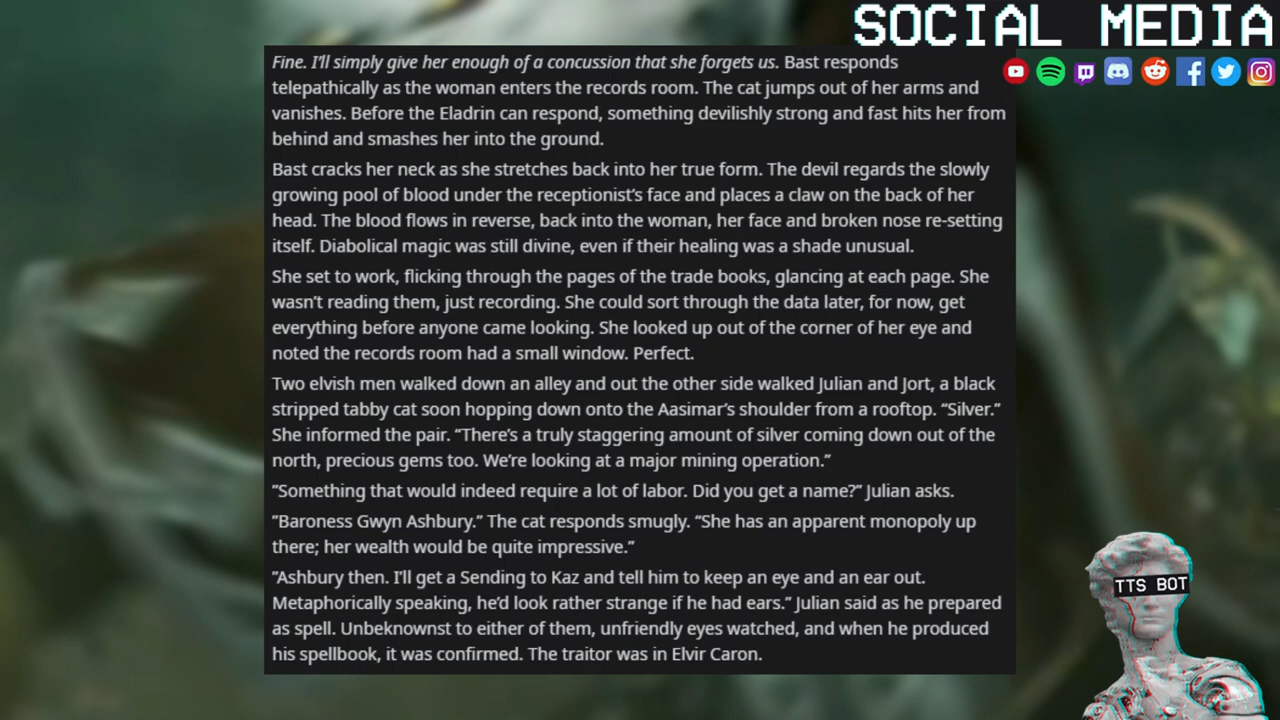 SOCIAL MEDIA
Fine. I'll simply give her enough of a concussion that she forgets us. Bast responds
telepathically as the woman enters the records room. The cat jumps out of her arms and
vanishes. Before the Eladrin can respond, something devilishly strong and fast hits her from
behind and smashes her into the ground.
Bast cracks her neck as she stretches back into her true form. The devil regards the slowly
growing pool of blood under the receptionist's face and places a claw on the back of her
head. The blood flows in reverse, back into the woman, her face and broken nose re-setting
itself. Diabolical magic was still divine, even if their healing was a shade unusual.
She set to work, flicking through the pages of the trade books, glancing at each page. She
wasn't reading them, just recording. She could sort through the data later, for now, get
everything before anyone came looking. She looked up out of the corner of her eye and
noted the records room had a small window. Perfect.
Two elvish men walked down an alley and out the other side walked Julian and Jort, a black
stripped tabby cat soon hopping down onto the Aasimar's shoulder from a rooftop. “Silver.”
She informed the pair. “There's a truly staggering amount of silver coming down out of the
north, precious gems too. We're looking at a major mining operation.”
”Something that would indeed require a lot of labor. Did you get a name?” Julian asks.
”Baroness Gwyn Ashbury.” The cat responds smugly. “She has an apparent monopoly up
there; her wealth would be quite impressive.”
”Ashbury then. I'll get a Sending to Kaz and tell him to keep an eye and an ear out.
Metaphorically speaking, he'd look rather strange if he had ears.” Julian said as he prepared
as spell. Unbeknownst to either of them, unfriendly eyes watched, and when he produced
his spellbook, it was confirmed. The traitor was in Elvir Caron.
TTS BOT